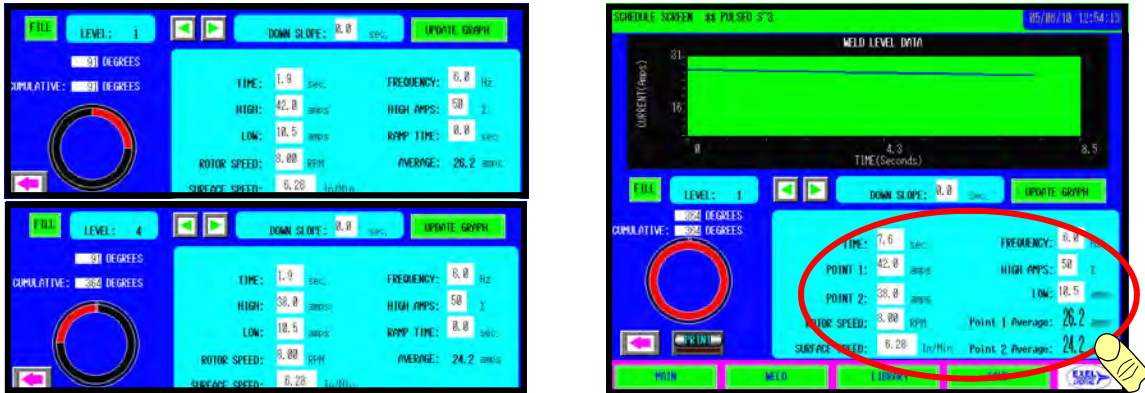 FILL LEVEL: 1 DOWN SLOPE: 0.0 sec. UPDATE GRAPH
91 DEGREES
CUMULATIVE: 91 DEGREES
TIME: 1.9 sec. FREQUENCY: 6.0 Hz
HIGH: 42.0 amps HIGH AMPS: 50 %
LOW: 10.5 amps RAMP TIME: 0.0 sec.
ROTOR SPEED: 8.00 RPM AVERAGE: 26.2 amps
SURFACE SPEED: 6.28 In/Min
FILL LEVEL: 4 DOWN SLOPE: 0.0 sec. UPDATE GRAPH
91 DEGREES
CUMULATIVE: 364 DEGREES
TIME: 1.9 sec. FREQUENCY: 6.0 Hz
HIGH: 38.0 amps HIGH AMPS: 50 %
LOW: 10.5 amps RAMP TIME: 0.0 sec.
ROTOR SPEED: 8.00 RPM AVERAGE: 24.2 amps
SURFACE SPEED: 6.28 In/Min
SCHEDULE SCREEN ## PULSED
WELD LEVEL DATA
CURRENT(Amps)
31
16
0 4.3 8.5
TIME(Seconds)
FILL LEVEL: 1 DOWN SLOPE: 0.0 sec. UPDATE GRAPH
364 DEGREES
CUMULATIVE: 364 DEGREES
TIME: 7.6 sec FREQUENCY: 6.0
POINT 1: 42.0 amps HIGH AMPS: 50 %
POINT 2: 38.0 amps LOW: 10.5 amps
ROTOR SPEED: 8.00 RPM Point 1 Average: 26.2
SURFACE SPEED: 6.28 In/Min Point 2 Average: 24.2
PRINT
MAIN WELD LIBRARY